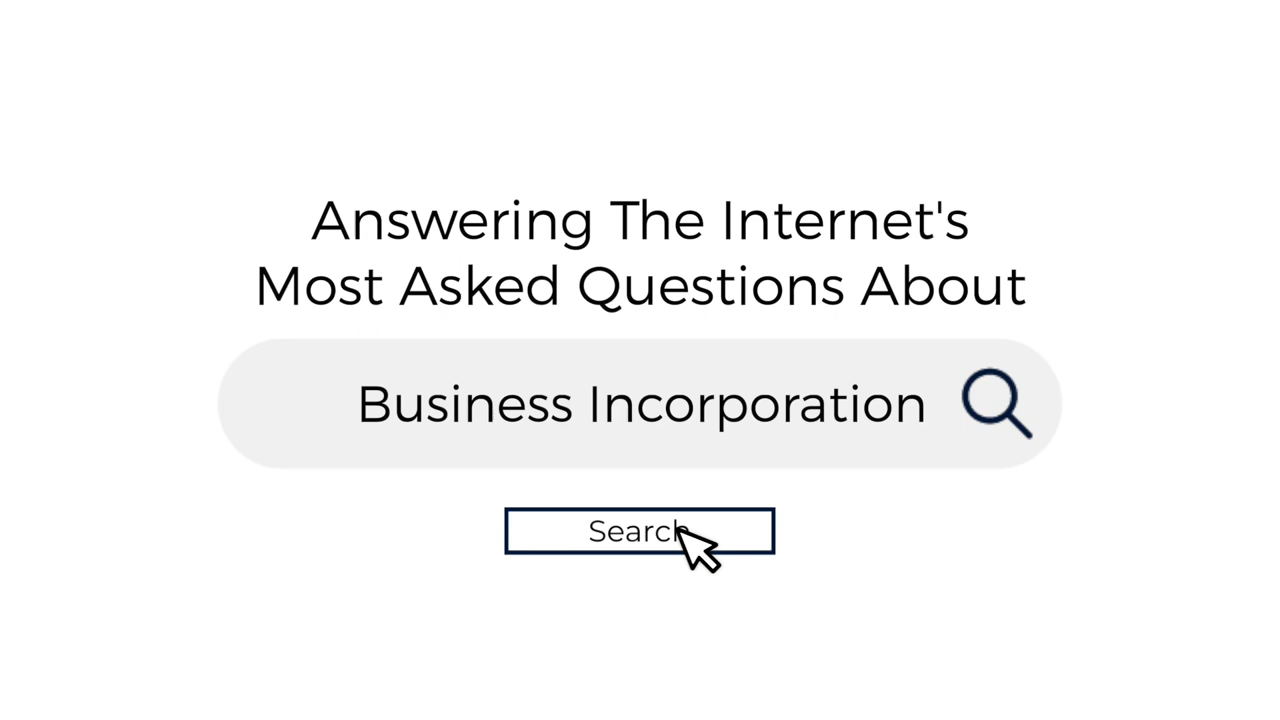 Answering The Internet's
Most Asked Questions About
Business Incorporation
Search